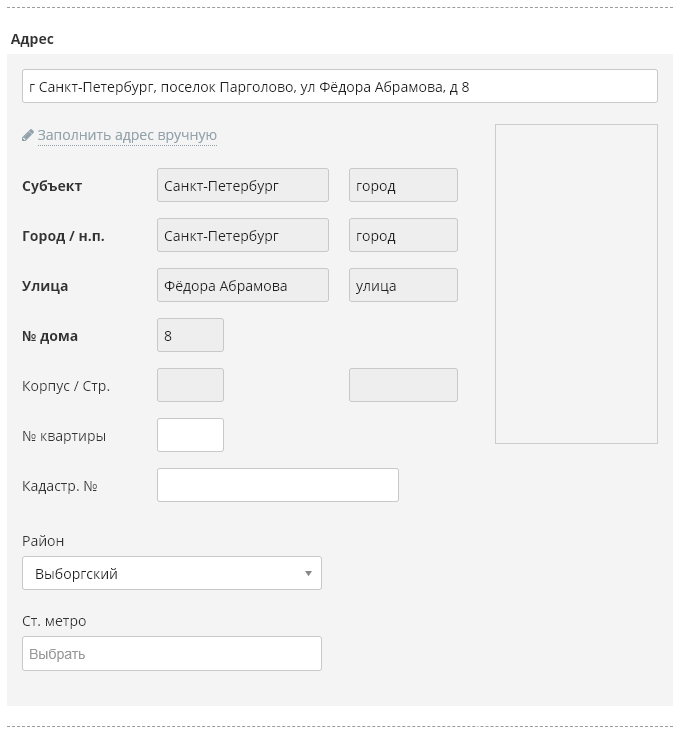 Адрес
г Санкт-Петербург, поселок Парголово, ул Фёдора Абрамова, д 8
Заполнить адрес вручную
Субъект Санкт-Петербург город
Город / н.п. Санкт-Петербург город
Улица Фёдора Абрамова улица
№ дома 8
Корпус / Стр.
№ квартиры
Кадастр. №
Район
Выборгский
Ст. метро
Выбрать